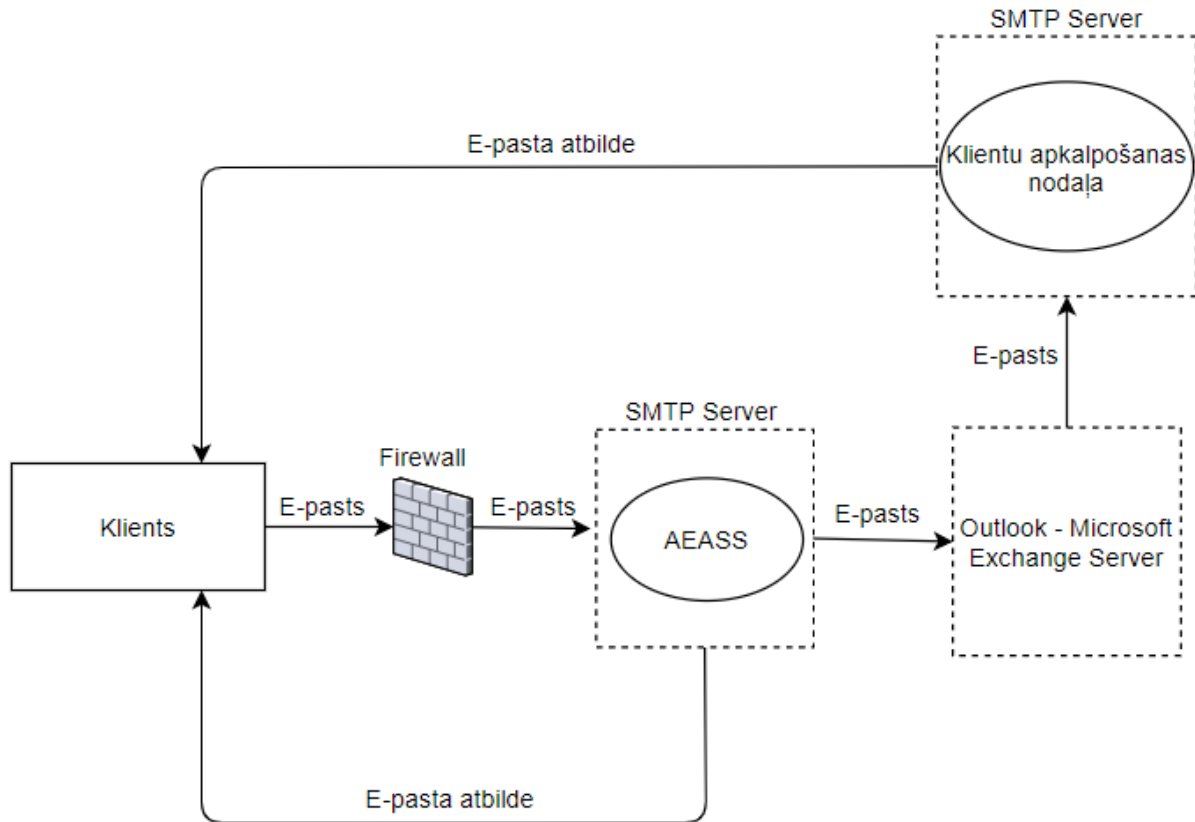 SMTP Server
Klientu apkalpošanas
nodaļa
E-pasta atbilde
E-pasts
SMTP Server
Firewall
Klients
E-pasts
E-pasts
AEASS
E-pasts
Outlook - Microsoft
Exchange Server
E-pasta atbilde